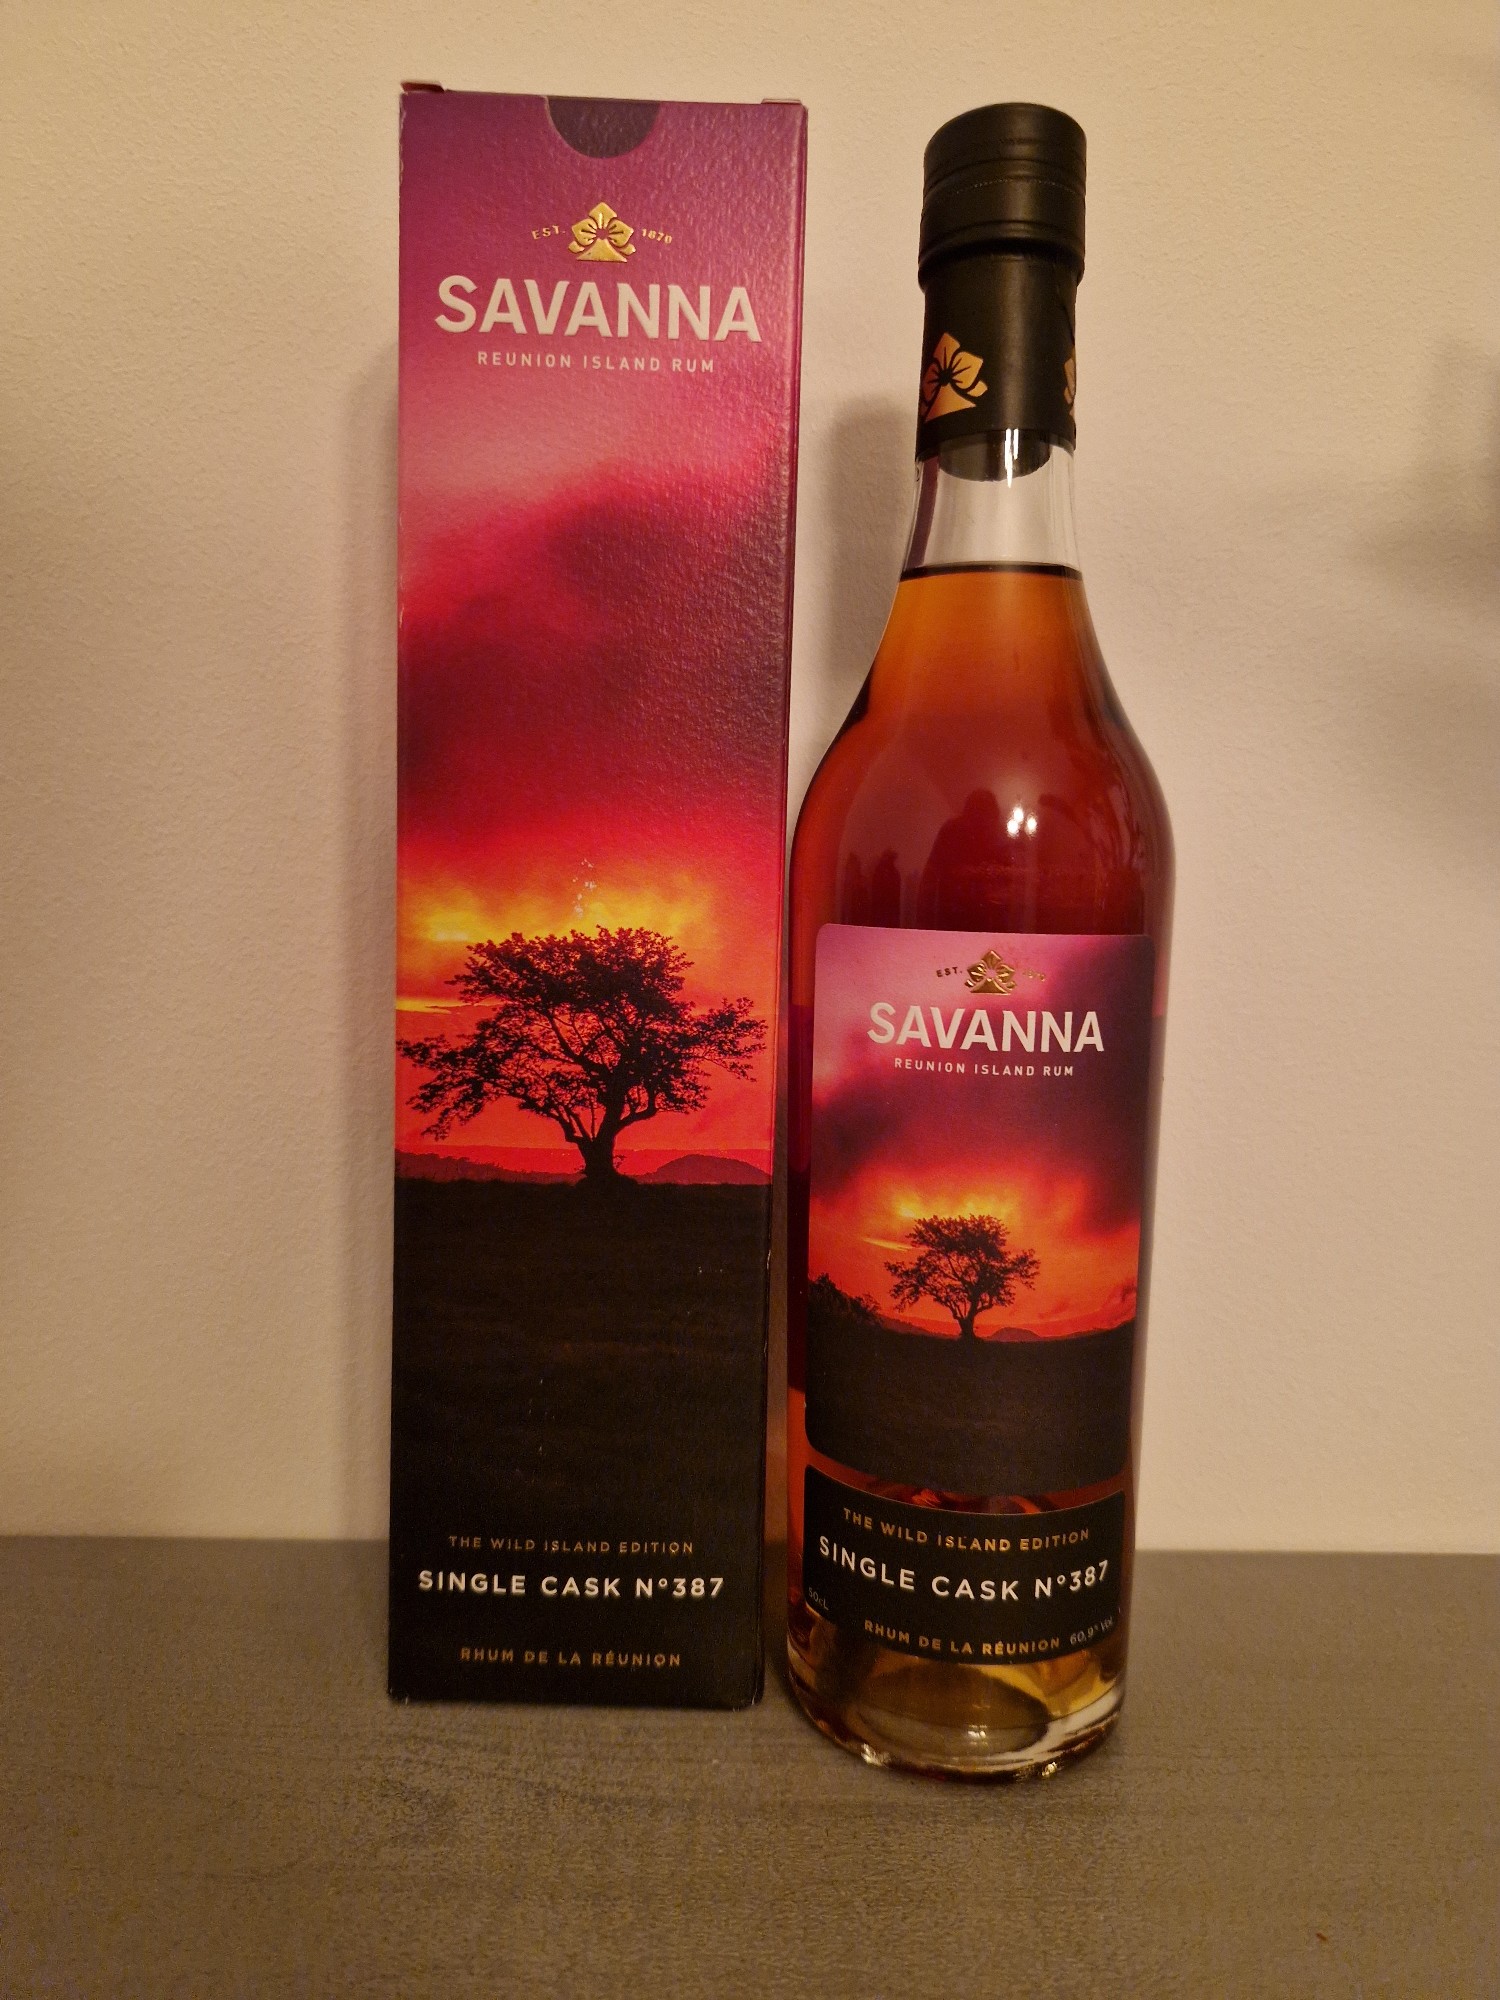 EST. 1870
SAVANNA
REUNION ISLAND RUM
THE WILD ISLAND EDITION
SINGLE CASK N°387
RHUM DE LA RÉUNION
EST.
SAVANNA
REUNION ISLAND RUM
THE WILD ISLAND EDITION
SINGLE CASK N°387
50cL
RHUM DE LA RÉUNION 60,9° Vol.